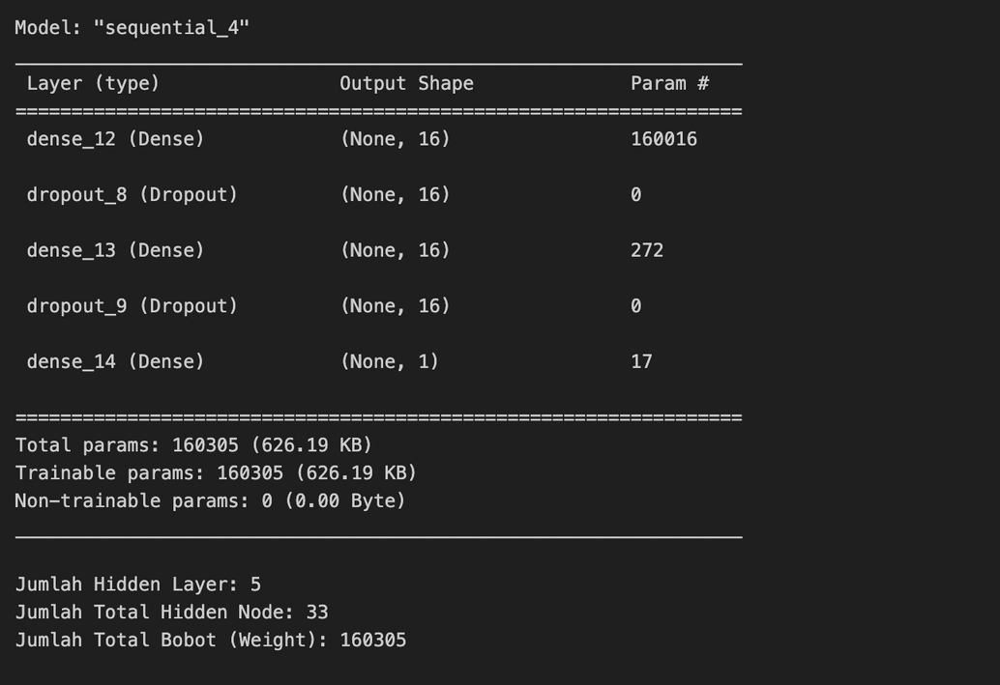 Model: "sequential_4"
Layer (type) Output Shape Param #
dense_12 (Dense) (None, 16) 160016
dropout_8 (Dropout) (None, 16) 0
dense_13 (Dense) (None, 16) 272
dropout_9 (Dropout) (None, 16) 0
dense_14 (Dense) (None, 1) 17
Total params: 160305 (626.19 KB)
Trainable params: 160305 (626.19 KB)
Non-trainable params: 0 (0.00 Byte)
Jumlah Hidden Layer: 5
Jumlah Total Hidden Node: 33
Jumlah Total Bobot (Weight): 160305